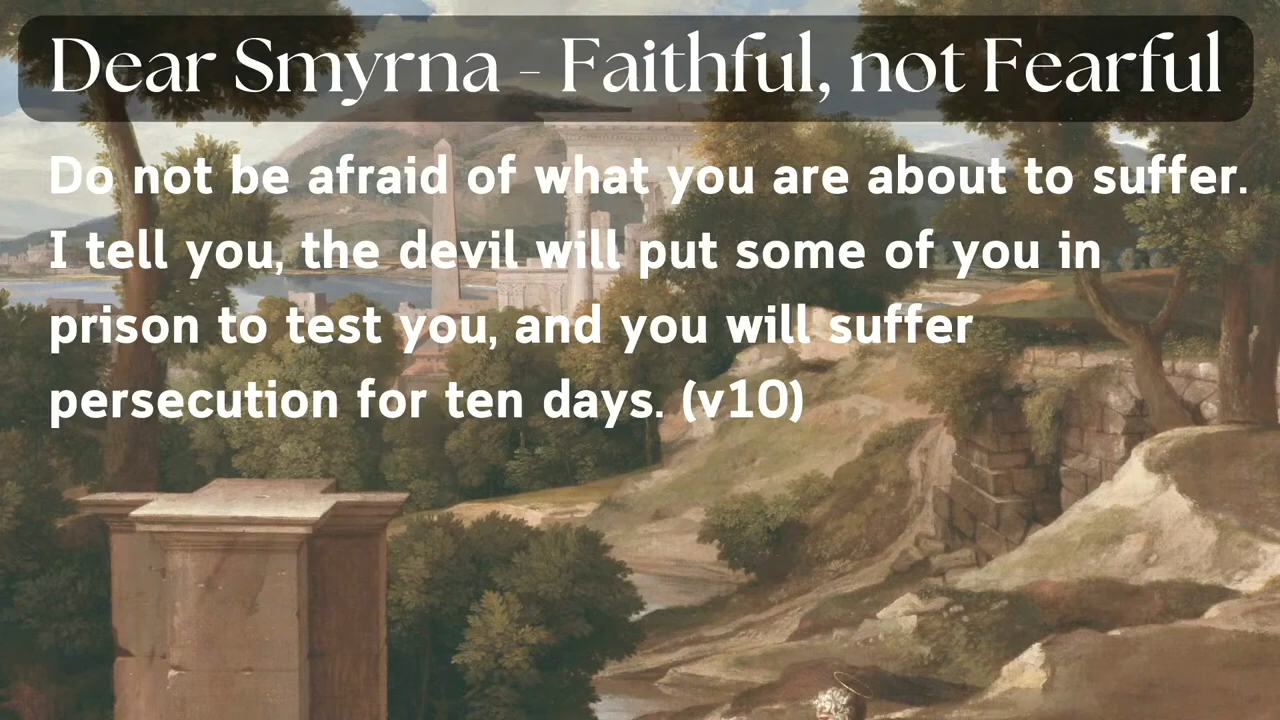 Dear Smyrna - Faithful, not Fearful
Do not be afraid of what you are about to suffer.
I tell you, the devil will put some of you in
prison to test you, and you will suffer
persecution for ten days. (v10)